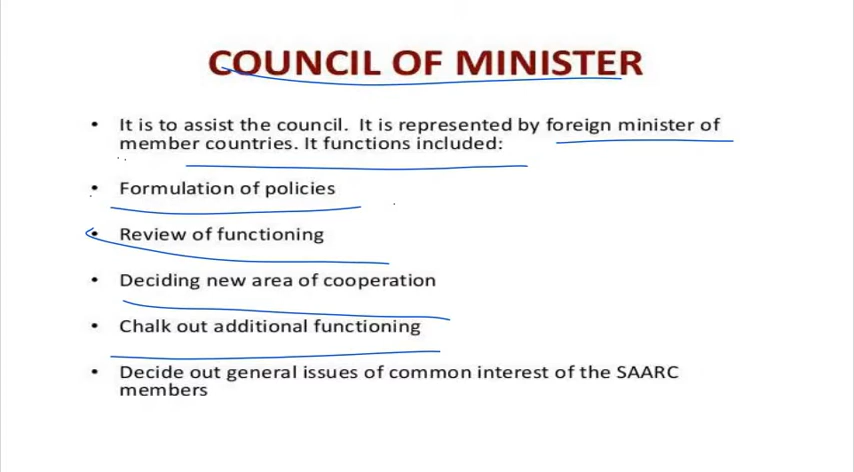 COUNCIL OF MINISTER
• It is to assist the council. It is represented by foreign minister of
member countries. It functions included:
• Formulation of policies
• Review of functioning
• Deciding new area of cooperation
• Chalk out additional functioning
• Decide out general issues of common interest of the SAARC
members